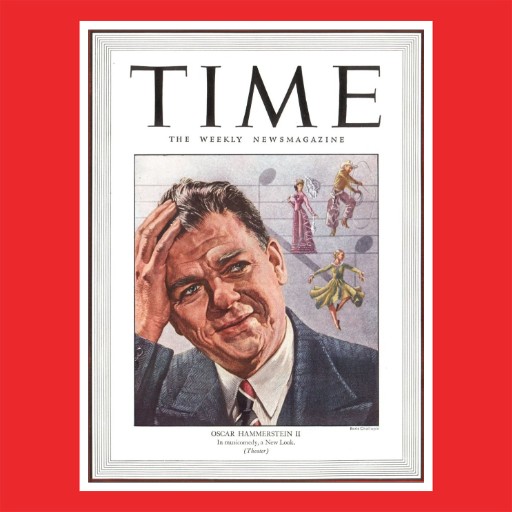 TIME
THE WEEKLY NEWSMAGAZINE
OSCAR HAMMERSTEIN II
In musicomedy, a New Look.
(Theater)